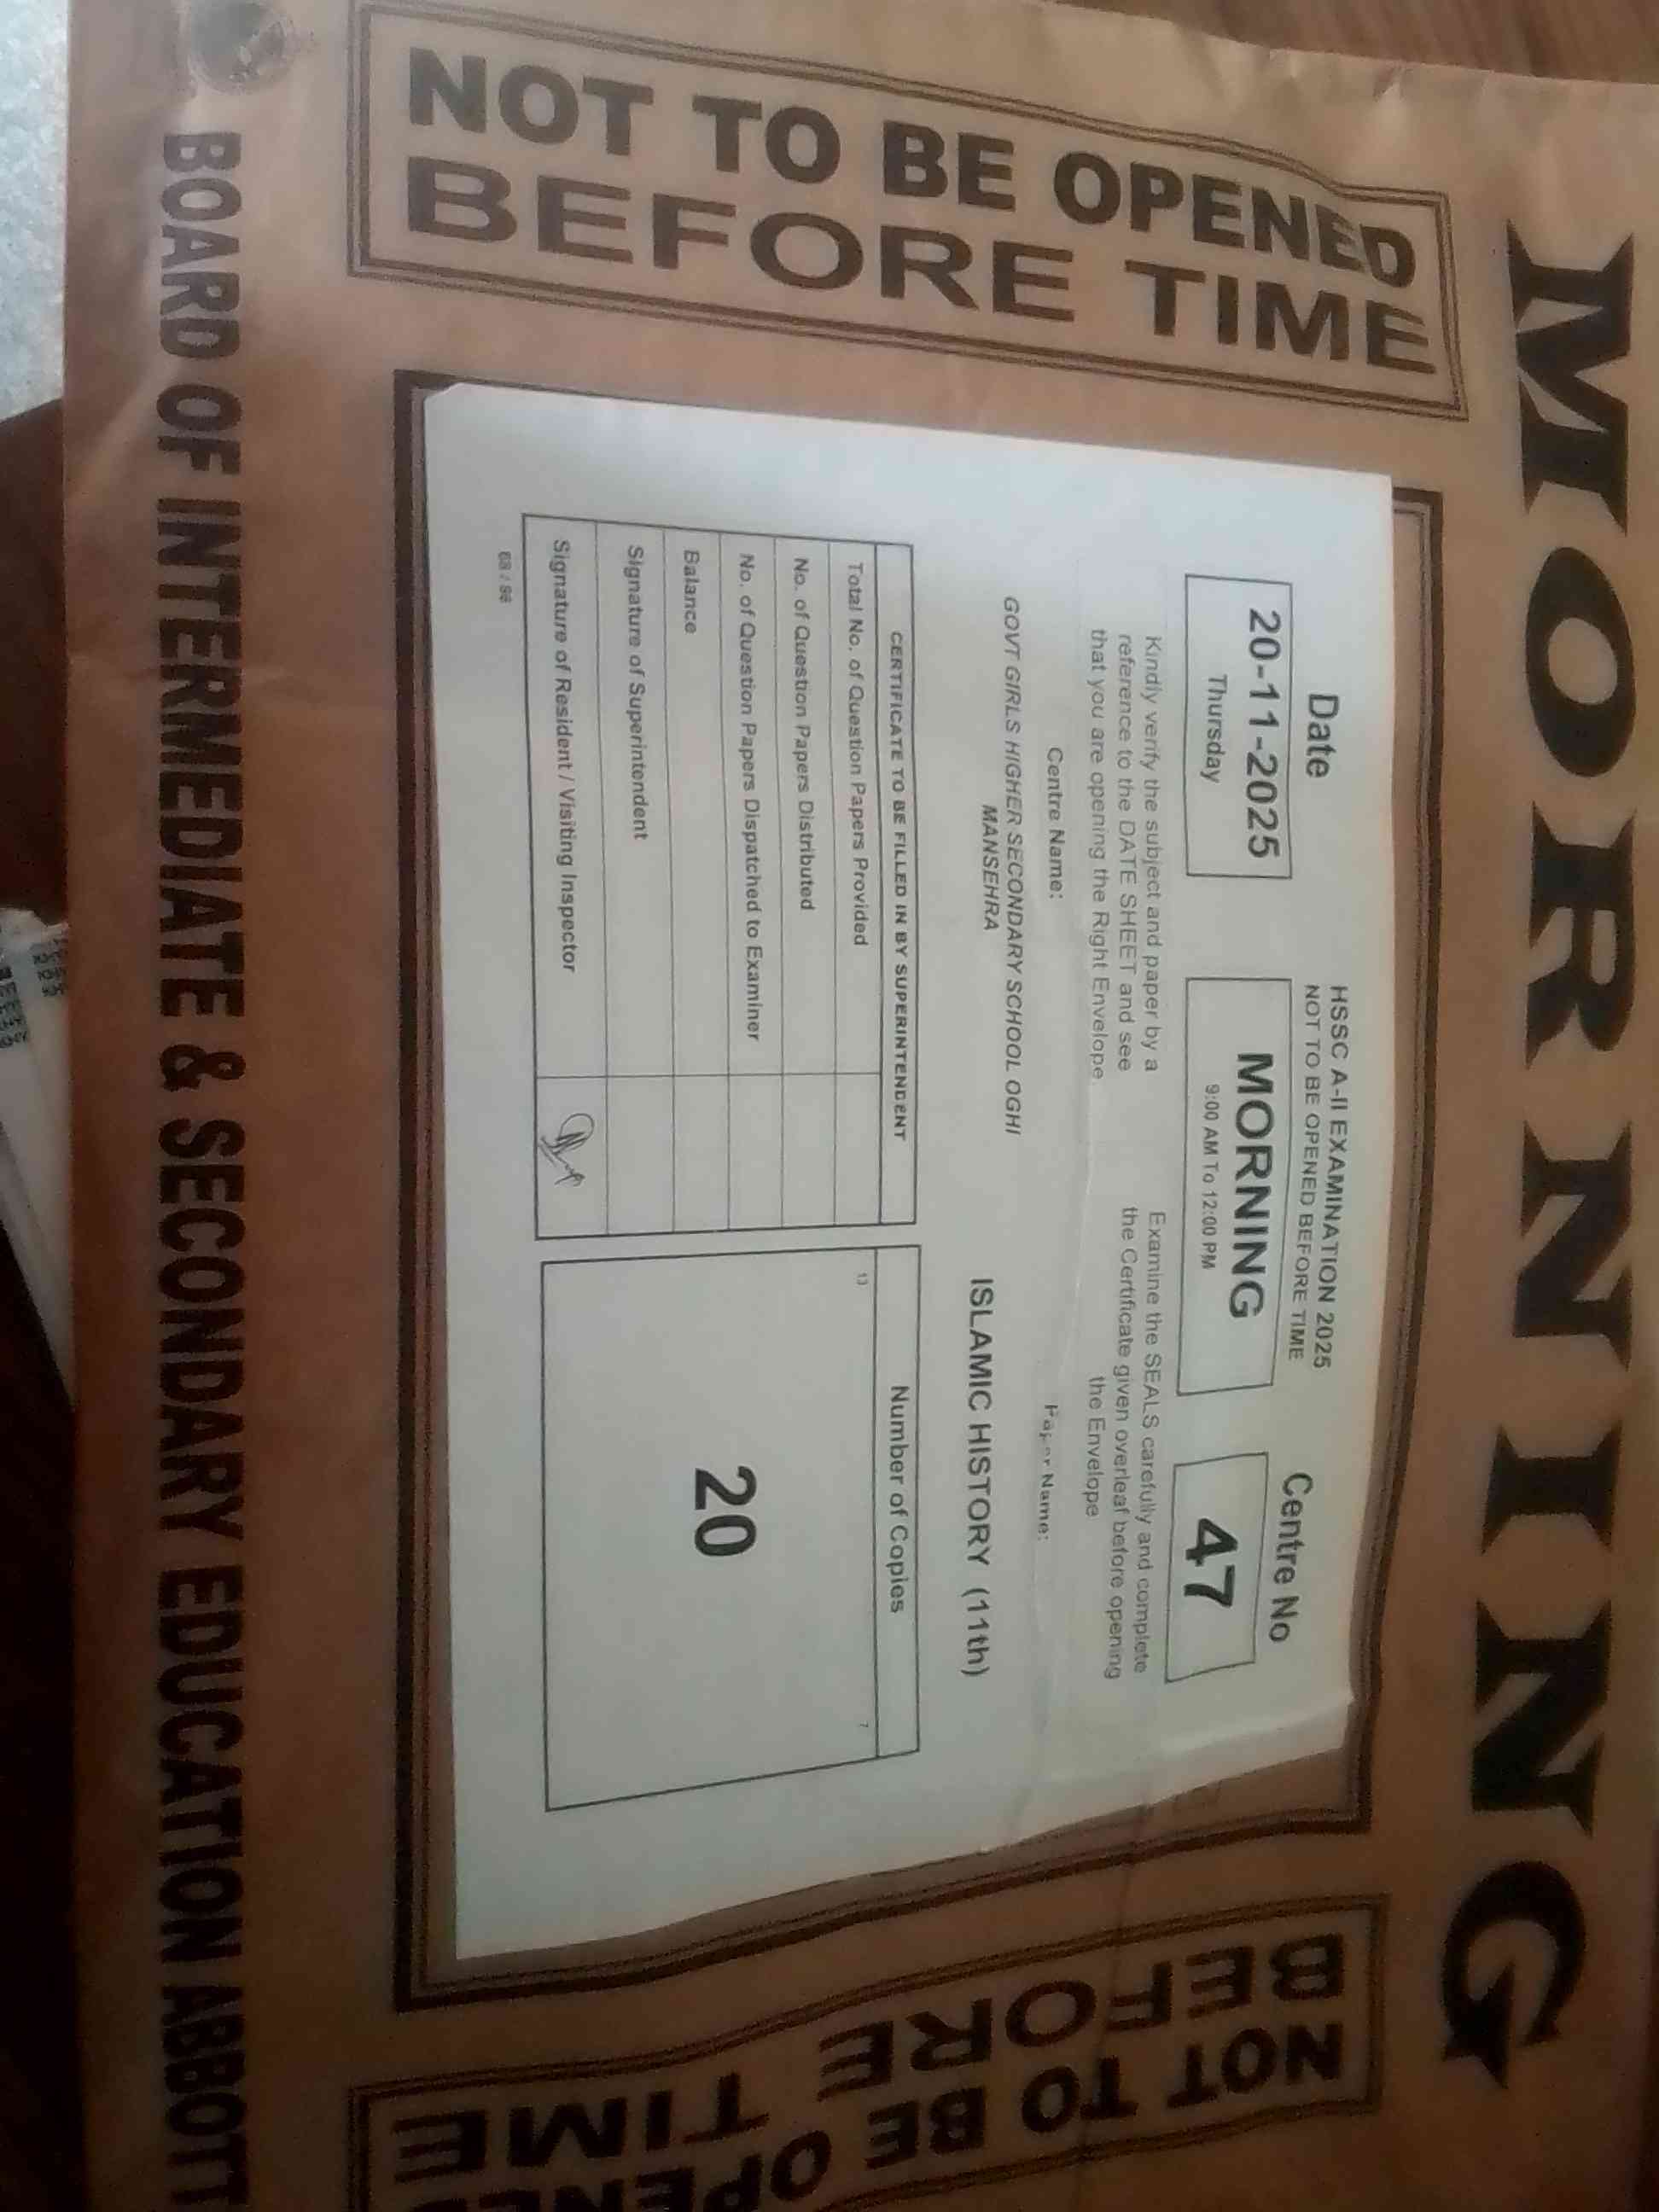 MORNING
NOT TO BE OPENED
BEFORE TIME
Date
20-11-2025
Thursday
HSSC A-II EXAMINATION 2025
NOT TO BE OPENED BEFORE TIME
MORNING
9:00 AM To 12:00 PM
Centre No
47
Kindly verify the subject and paper by a
reference to the DATE SHEET and see
that you are opening the Right Envelope
Examine the SEALS carefully and complete
the Certificate given overleaf before opening
the Envelope
Centre Name:
GOVT GIRLS HIGHER SECONDARY SCHOOL OGHI
MANSEHRA
Paper Name:
ISLAMIC HISTORY (11th)
CERTIFICATE TO BE FILLED IN BY SUPERINTENDENT
Total No. of Question Papers Provided
No. of Question Papers Distributed
No. of Question Papers Dispatched to Examiner
Balance
Signature of Superintendent
Signature of Resident / Visiting Inspector
Number of Copies
13
7
20
NOT TO BE OPENE
BEFORE TIME
BOARD OF INTERMEDIATE & SECONDARY EDUCATION ABBOTT